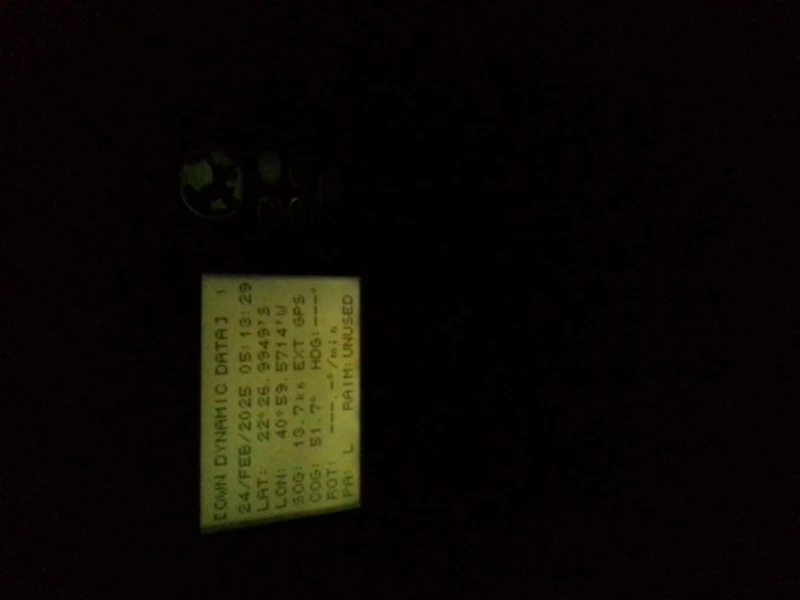 [OWN DYNAMIC DATA] !
24/FEB/2025 05:13:29
LAT: 22°26.9949'S
LON: 40°59.5714'W
SOG: 13.7kn EXT GPS
COG: 51.7° HDG:---°
ROT: ---.-°/min
PA: L RAIM:UNUSED